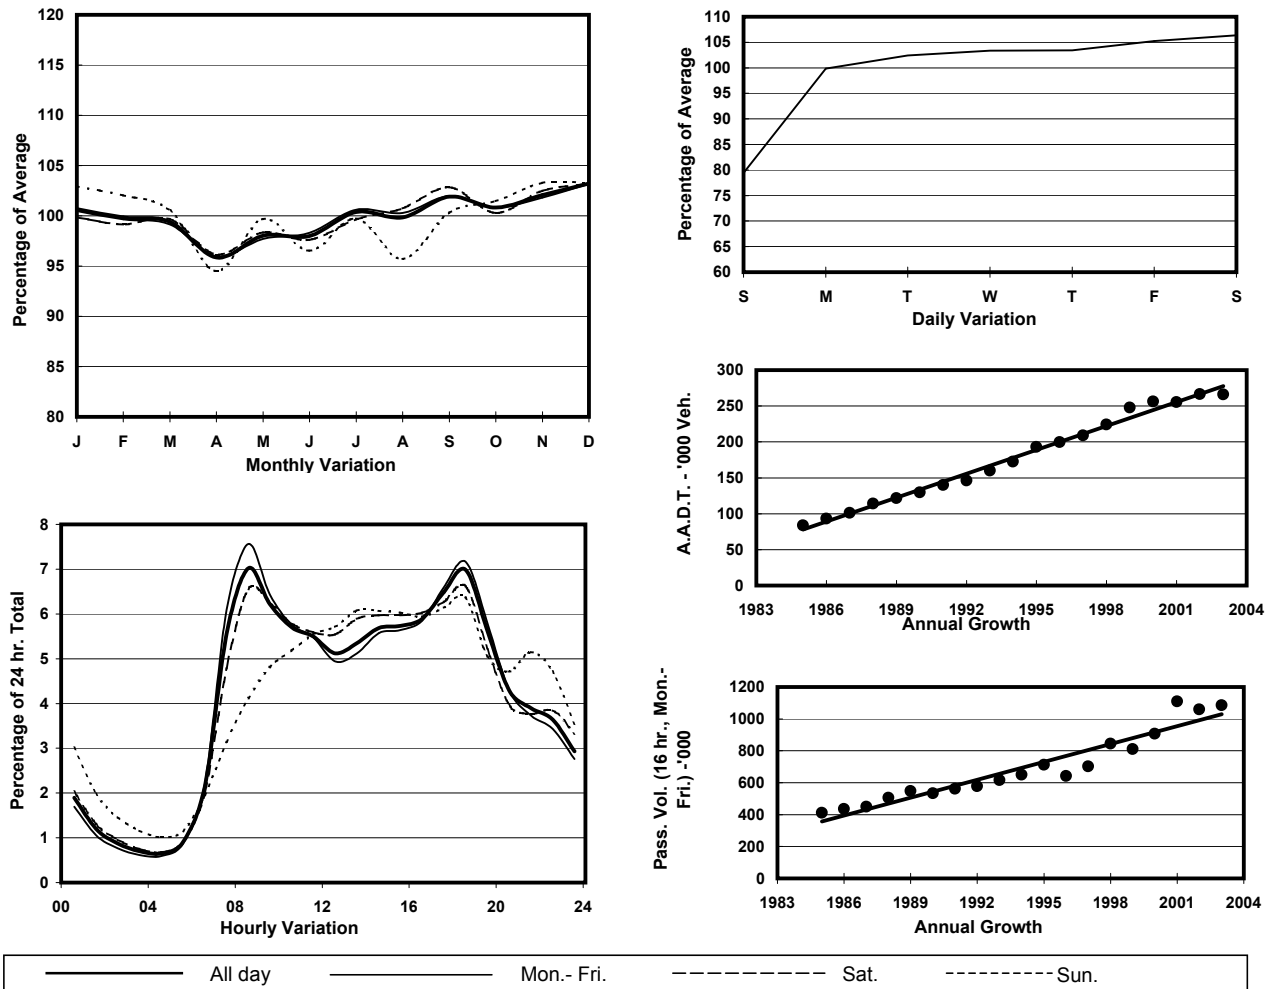 120
115
110
105
100
95
90
85
80
Percentage of Average
J F M A M J J A S O N D
Monthly Variation
110
105
100
95
90
85
80
75
70
65
60
Percentage of Average
S M T W T F S
Daily Variation
300
250
200
150
100
50
0
A.A.D.T. - '000 Veh.
1983 1986 1989 1992 1995 1998 2001 2004
Annual Growth
8
7
6
5
4
3
2
1
0
Percentage of 24 hr. Total
00 04 08 12 16 20 24
Hourly Variation
1200
1000
800
600
400
200
0
Pass. Vol. (16 hr., Mon.-
Fri.) -'000
1983 1986 1989 1992 1995 1998 2001 2004
Annual Growth
All day Mon.- Fri. Sat. Sun.